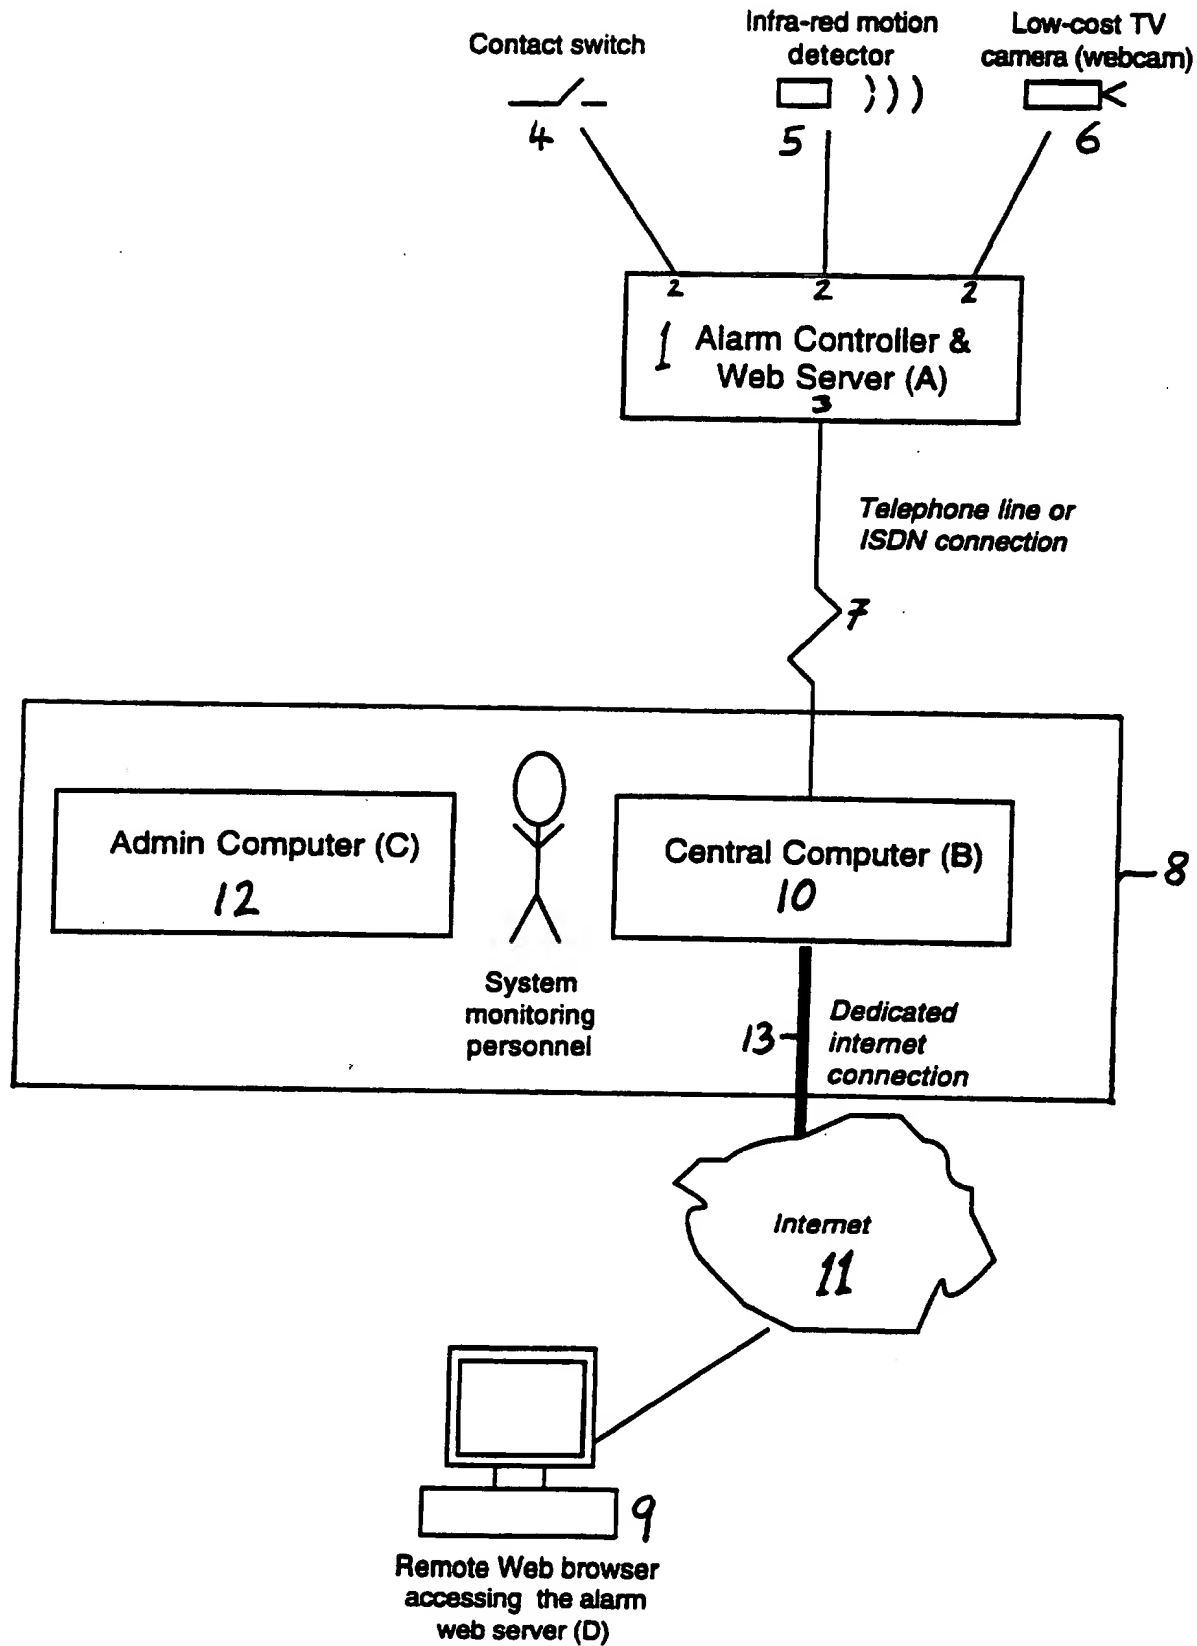 Contact switch
4
Infra-red motion
detector
5
Low-cost TV
camera (webcam)
6
2 2 2
1 Alarm Controller &
Web Server (A)
3
Telephone line or
ISDN connection
7
Admin Computer (C)
12
System
monitoring
personnel
Central Computer (B)
10
8
13
Dedicated
internet
connection
Internet
11
9
Remote Web browser
accessing the alarm
web server (D)